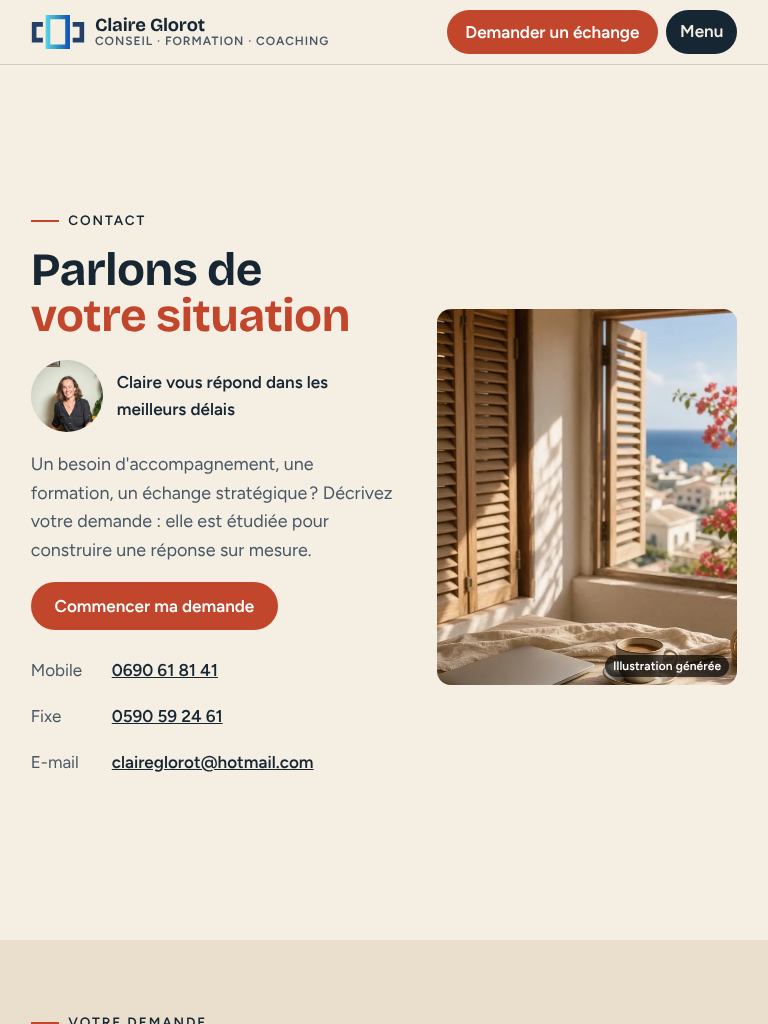 Claire Glorot
CONSEIL · FORMATION · COACHING
Demander un échange
Menu
CONTACT
Parlons de
votre situation
Claire vous répond dans les
meilleurs délais
Un besoin d'accompagnement, une
formation, un échange stratégique ? Décrivez
votre demande : elle est étudiée pour
construire une réponse sur mesure.
Commencer ma demande
Mobile 0690 61 81 41
Fixe 0590 59 24 61
E-mail claireglorot@hotmail.com
Illustration générée
VOTRE DEMANDE